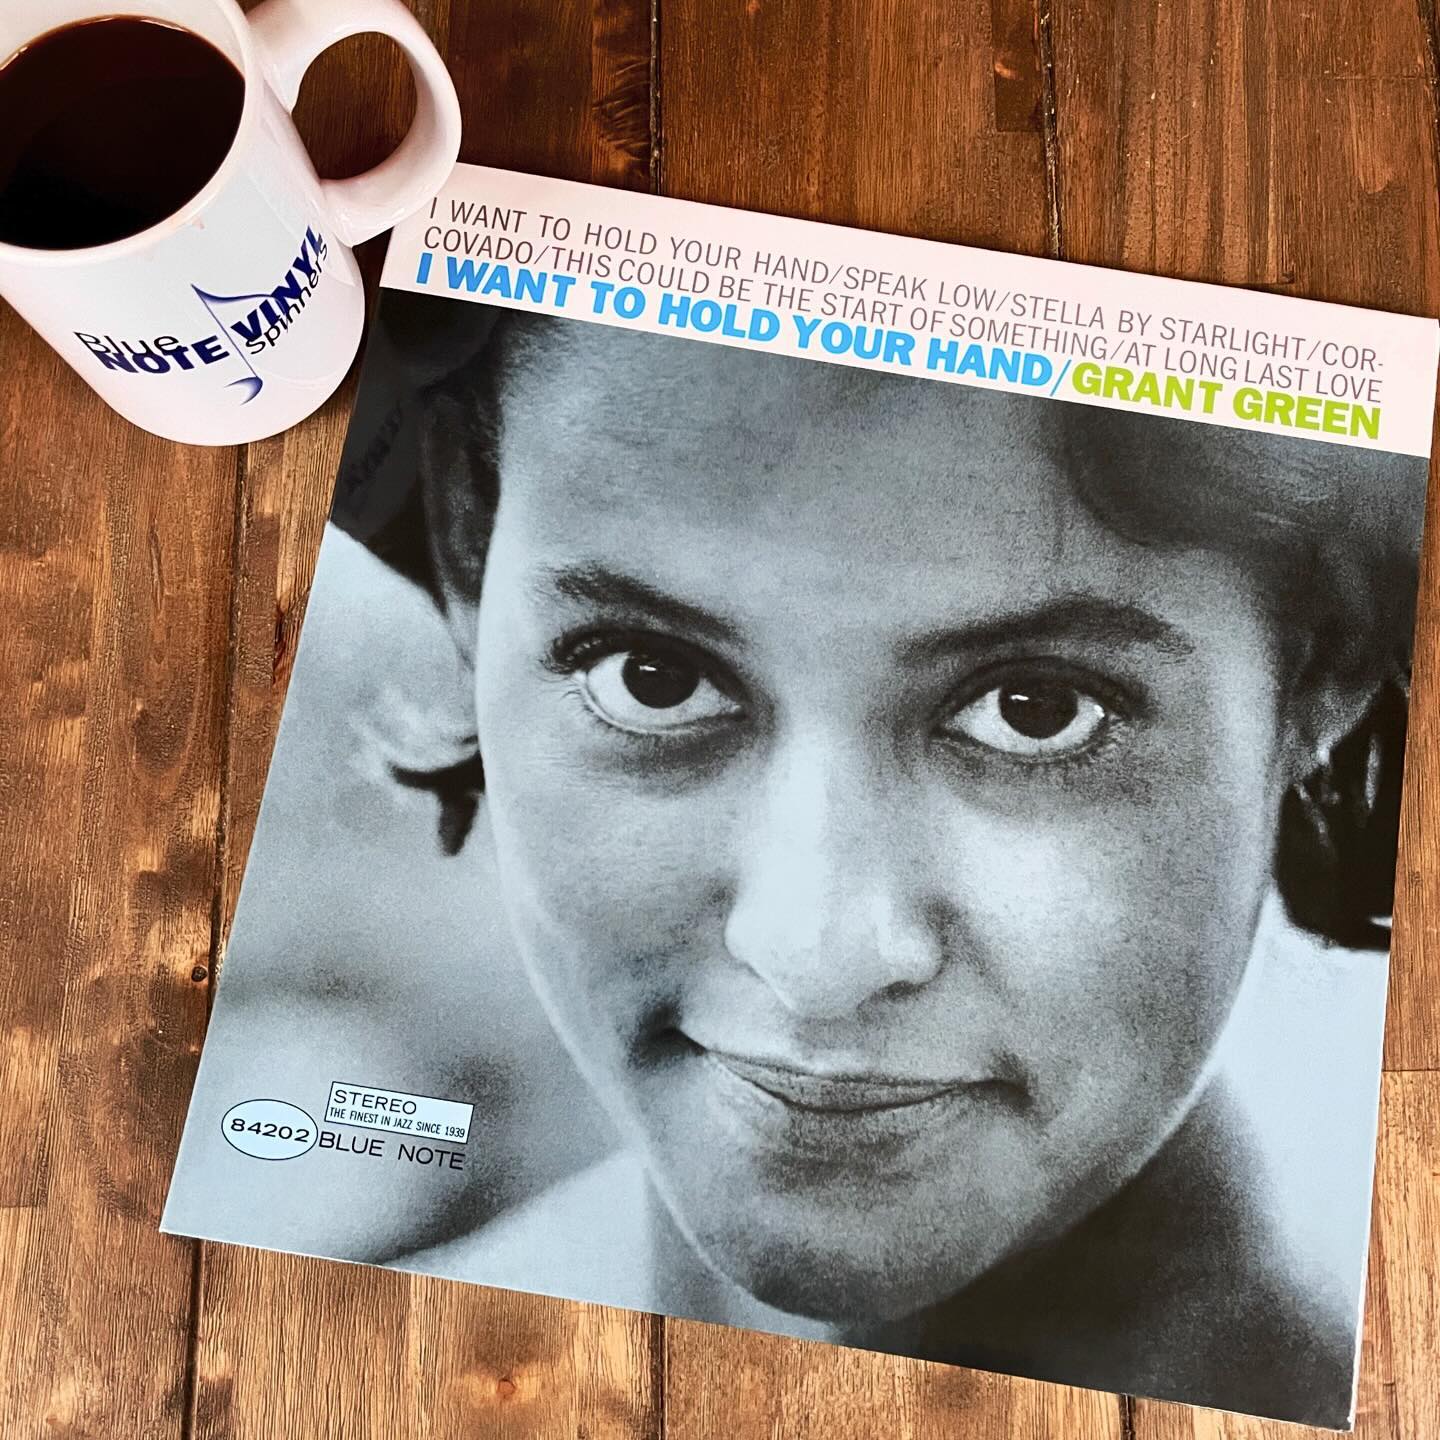 Blue
NOTE
VINYL
spinners
I WANT TO HOLD YOUR HAND/SPEAK LOW/STELLA BY STARLIGHT/COR-
COVADO/THIS COULD BE THE START OF SOMETHING/AT LONG LAST LOVE
I WANT TO HOLD YOUR HAND/GRANT GREEN
STEREO
THE FINEST IN JAZZ SINCE 1939
84202 BLUE NOTE